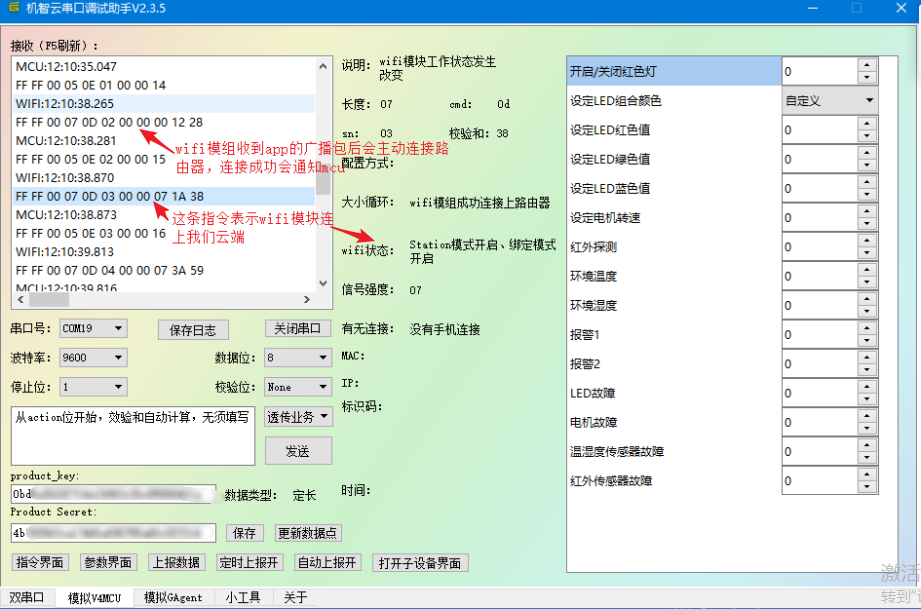 机智云串口调试助手V2.3.5
接收（F5刷新）：
MCU:12:10:35.047
FF FF 00 05 0E 01 00 00 14
WIFI:12:10:38.265
FF FF 00 07 0D 02 00 00 00 12 28
MCU:12:10:38.281
FF FF 00 05 0E 02 00 00 15
WIFI:12:10:38.870
FF FF 00 07 0D 03 00 00 07 1A 38
MCU:12:10:38.873
FF FF 00 05 0E 03 00 00 16
WIFI:12:10:39.813
FF FF 00 07 0D 04 00 00 07 3A 59
MCU:12:10:39.816
wifi模组收到app的广播包后会主动连接路
由器，连接成功会通知mcu
这条指令表示wifi模块连
上我们云端
说明： wifi模块工作状态发生
改变
长度： 07 cmd: 0d
sn: 03 校验和： 38
配置方式：
大小循环： wifi模组成功连接上路由器
wifi状态： Station模式开启、绑定模式
开启
信号强度： 07
有无连接： 没有手机连接
MAC:
IP:
标识码：
时间：
串口号： COM19 保存日志 关闭串口
波特率： 9600 数据位： 8
停止位： 1 校验位： None
从action位开始，效验和自动计算，无须填写
透传业务
发送
product_key:
0bd
数据类型： 定长
Product Secret:
4b
保存 更新数据点
指令界面 参数界面 上报数据 定时上报开 自动上报开 打开子设备界面
开启/关闭红色灯 0
设定LED组合颜色 自定义
设定LED红色值 0
设定LED绿色值 0
设定LED蓝色值 0
设定电机转速 0
红外探测 0
环境温度 0
环境湿度 0
报警1 0
报警2 0
LED故障 0
电机故障 0
温湿度传感器故障 0
红外传感器故障 0
双串口 模拟V4MCU 模拟GAgent 小工具 关于
激活
转到"